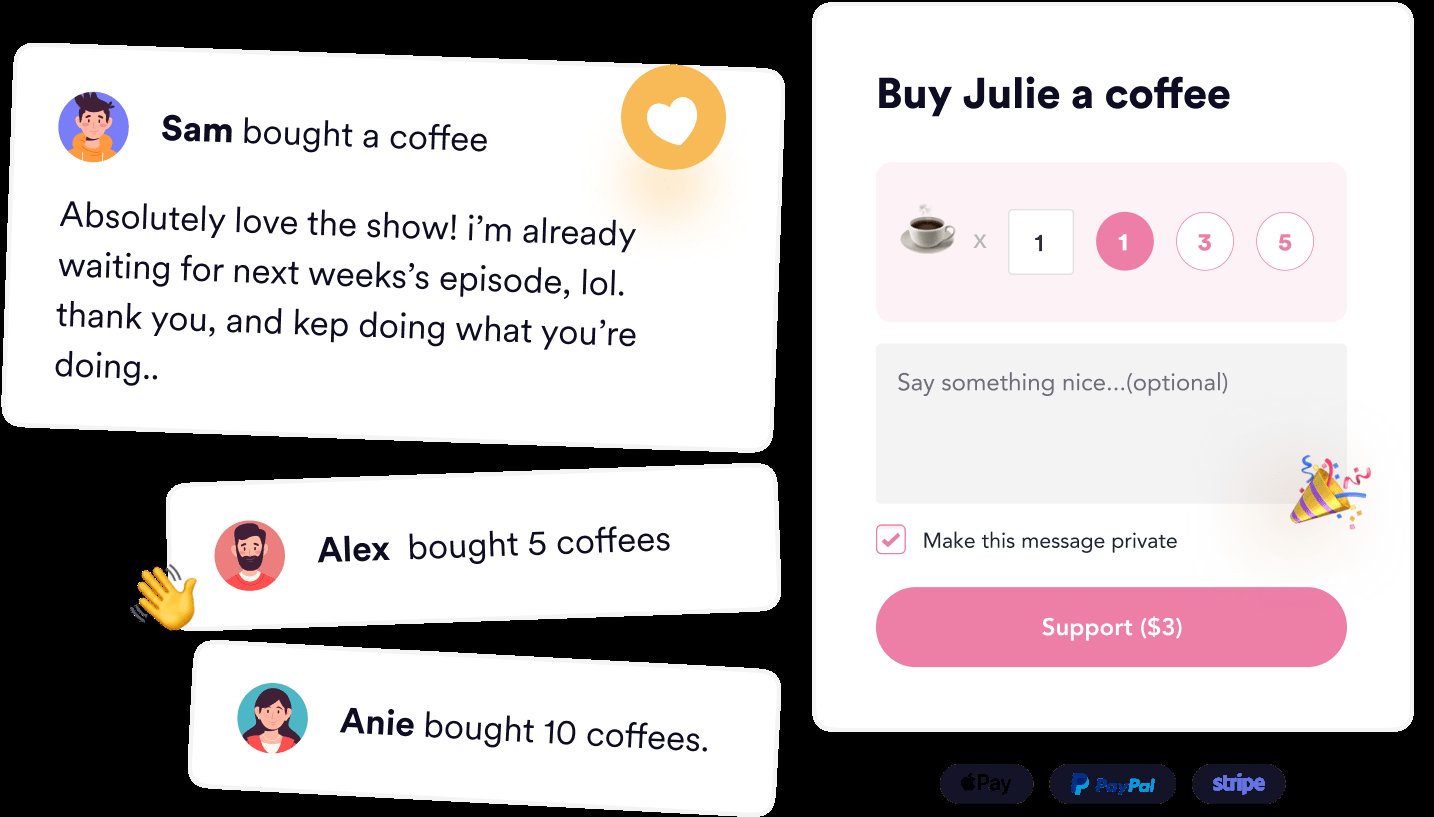 Sam bought a coffee
Absolutely love the show! i’m already
waiting for next weeks’s episode, lol.
thank you, and kep doing what you’re
doing..
Alex bought 5 coffees
Anie bought 10 coffees.
Buy Julie a coffee
x 1 1 3 5
Say something nice...(optional)
Make this message private
Support ($3)
Pay PayPal stripe